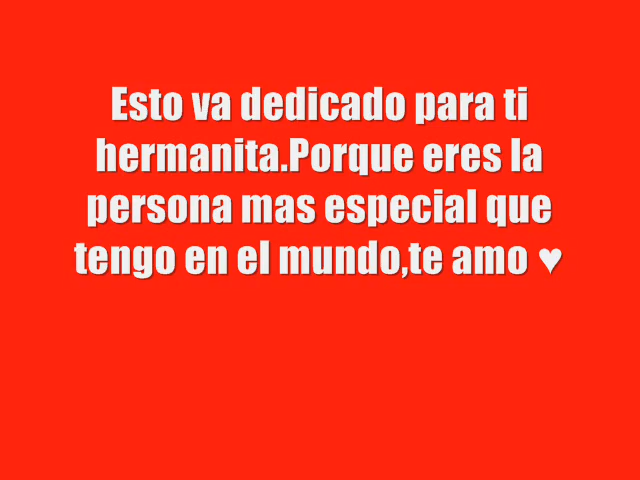 Esto va dedicado para ti
hermanita.Porque eres la
persona mas especial que
tengo en el mundo,te amo ♥